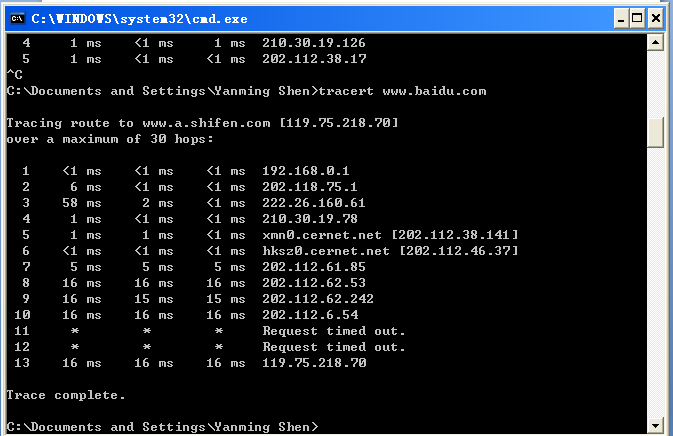 C:\WINDOWS\system32\cmd.exe
4 1 ms <1 ms 1 ms 210.30.19.126
5 1 ms <1 ms <1 ms 202.112.38.17
^C
C:\Documents and Settings\Yanming Shen>tracert www.baidu.com
Tracing route to www.a.shifen.com [119.75.218.70]
over a maximum of 30 hops:
1 <1 ms <1 ms <1 ms 192.168.0.1
2 6 ms <1 ms <1 ms 202.118.75.1
3 58 ms 2 ms <1 ms 222.26.160.61
4 1 ms <1 ms <1 ms 210.30.19.78
5 1 ms 1 ms <1 ms xmn0.cernet.net [202.112.38.141]
6 <1 ms <1 ms <1 ms hksz0.cernet.net [202.112.46.37]
7 5 ms 5 ms 5 ms 202.112.61.85
8 16 ms 16 ms 16 ms 202.112.62.53
9 16 ms 15 ms 15 ms 202.112.62.242
10 16 ms 16 ms 16 ms 202.112.6.54
11 * * * Request timed out.
12 * * * Request timed out.
13 16 ms 16 ms 16 ms 119.75.218.70
Trace complete.
C:\Documents and Settings\Yanming Shen>